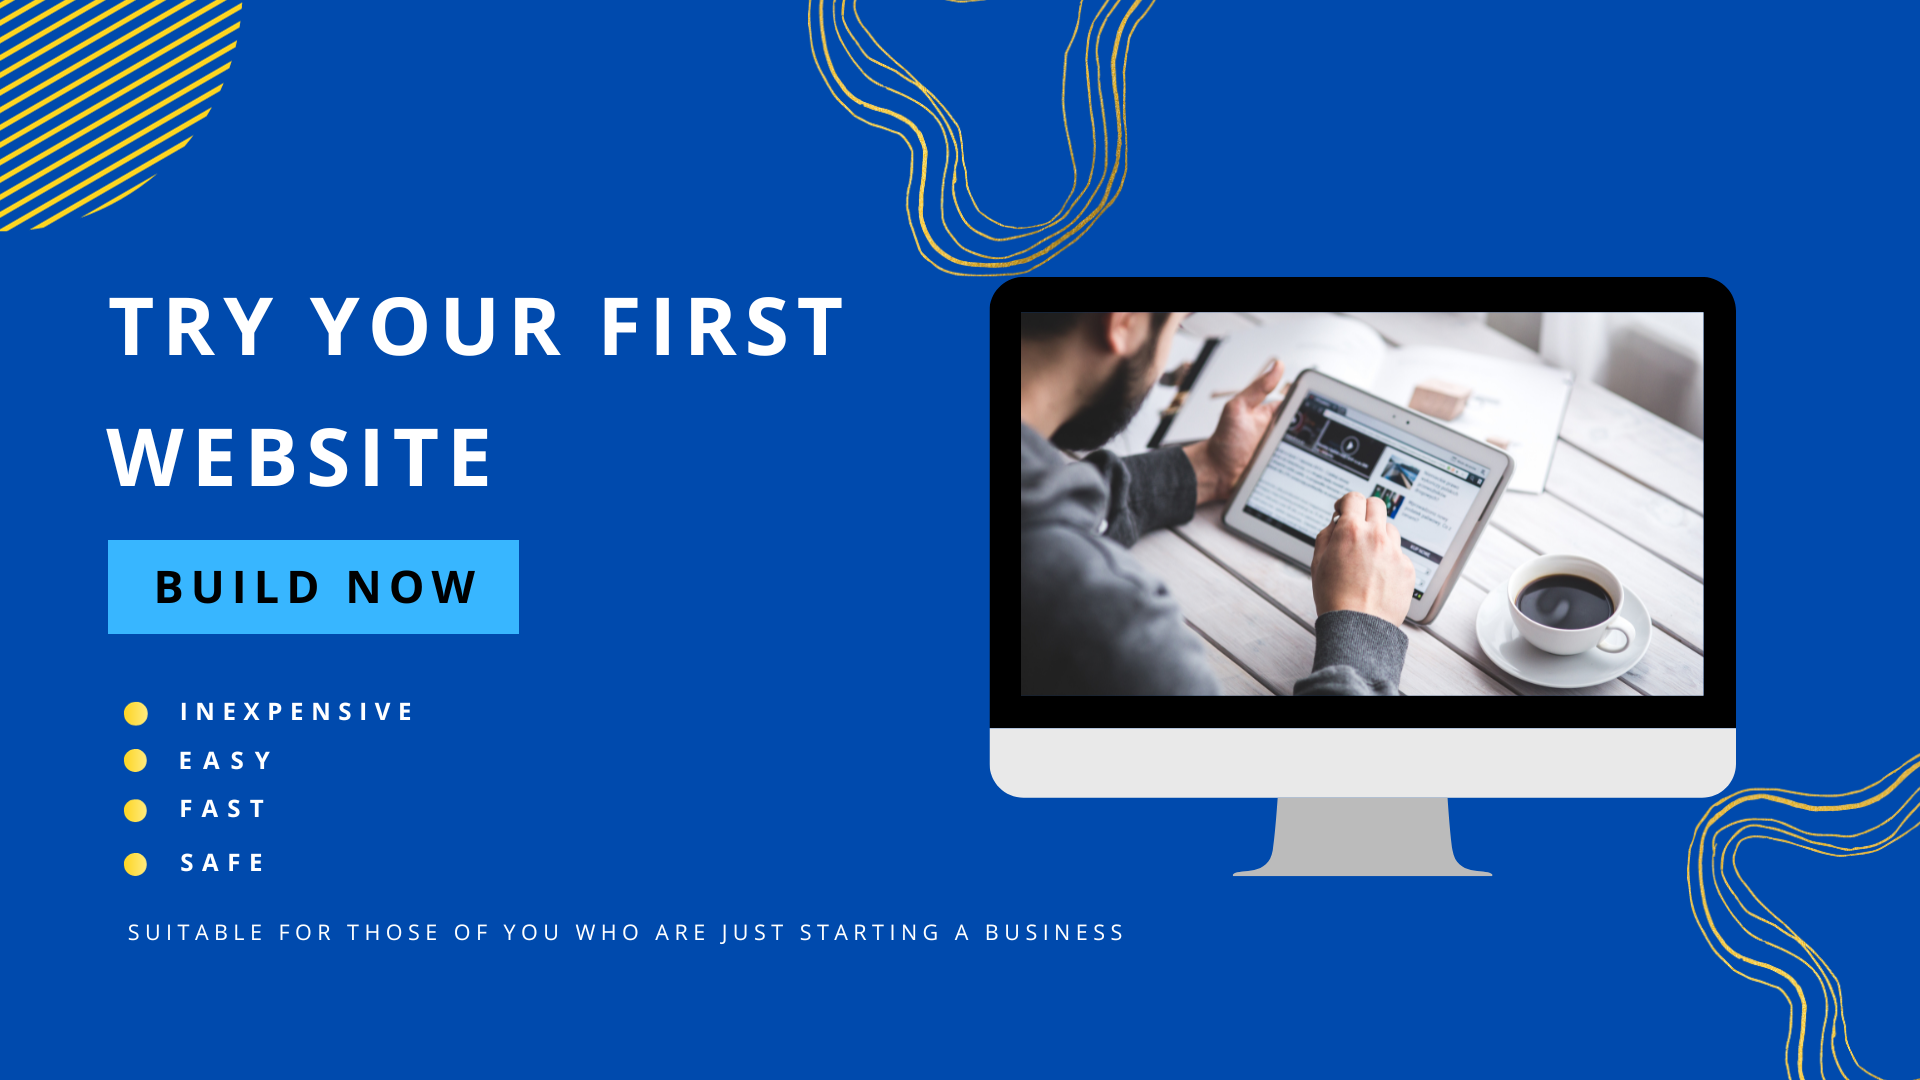 TRY YOUR FIRST
WEBSITE
BUILD NOW
INEXPENSIVE
EASY
FAST
SAFE
SUITABLE FOR THOSE OF YOU WHO ARE JUST STARTING A BUSINESS